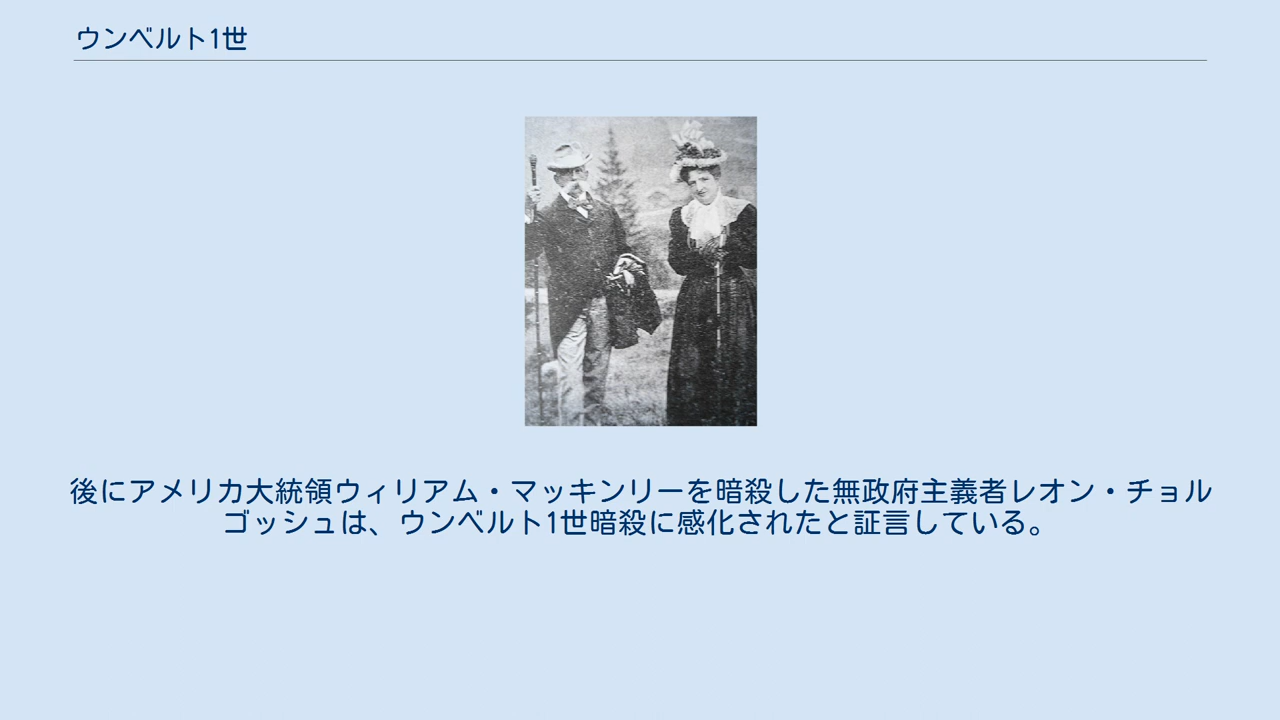 ウンベルト1世
後にアメリカ大統領ウィリアム・マッキンリーを暗殺した無政府主義者レオン・チョル
ゴッシュは、ウンベルト1世暗殺に感化されたと証言している。